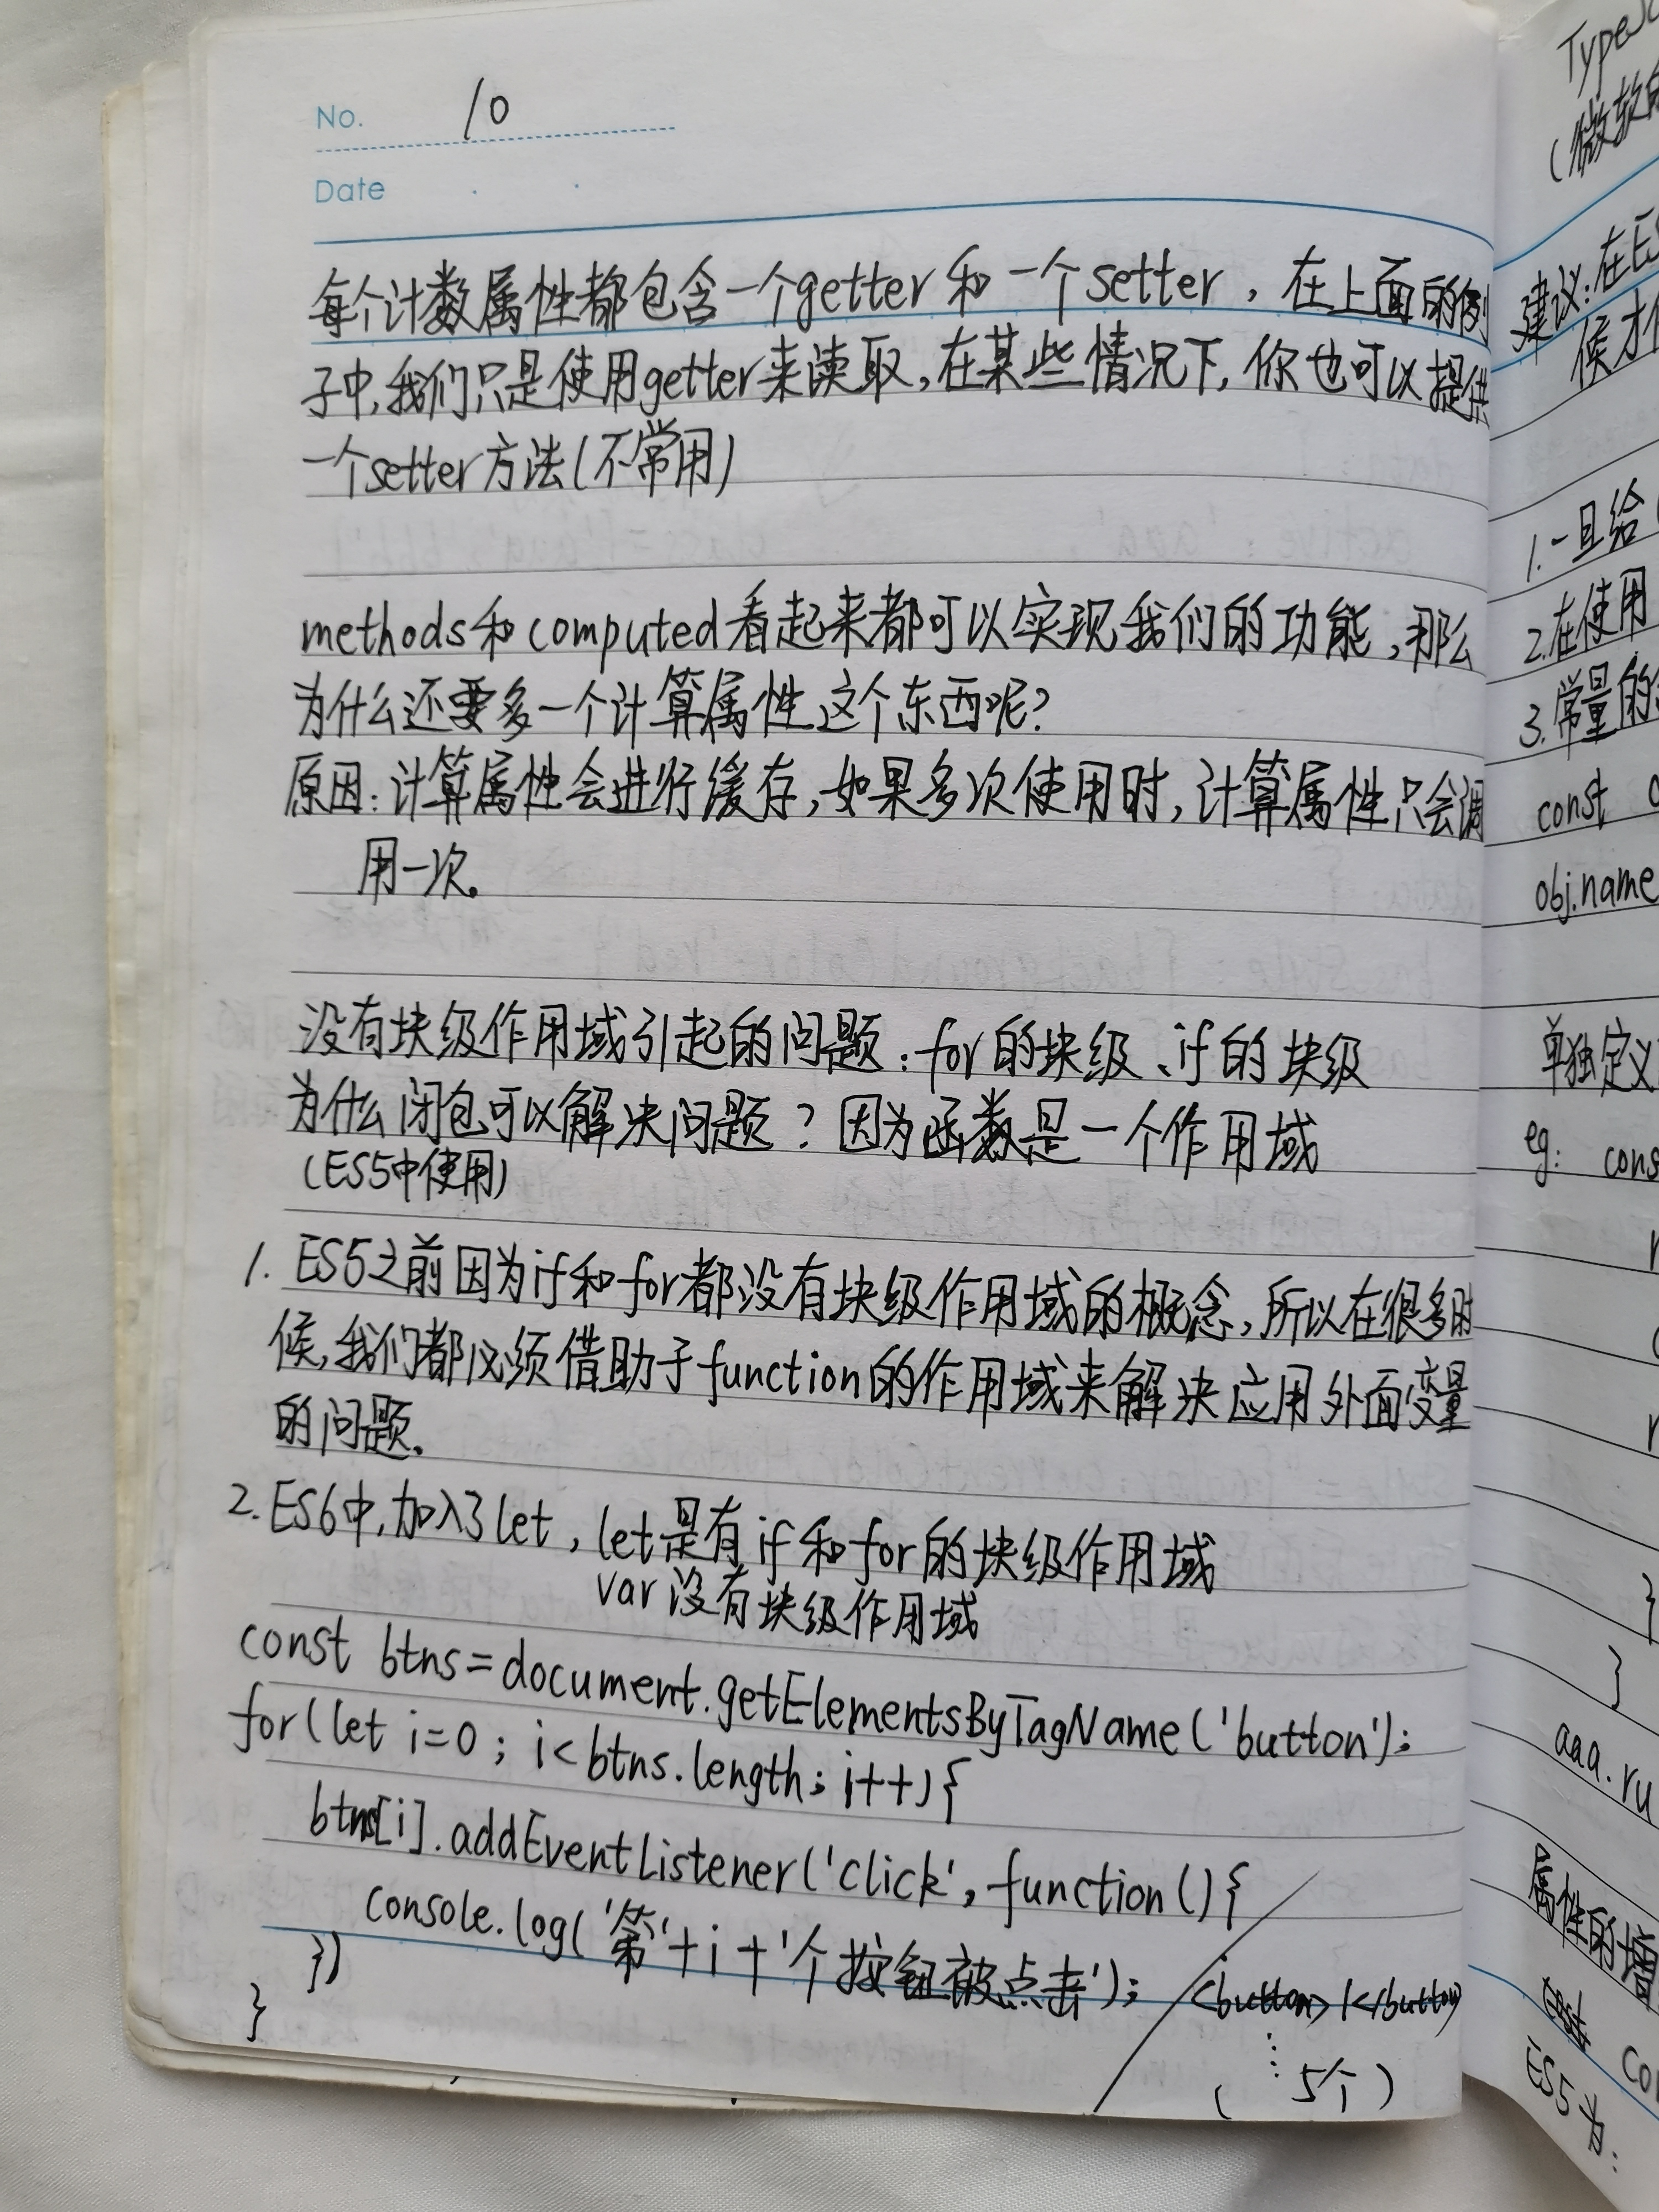 No. 10
Date
每个计数属性都包含一个getter和一个setter，在上面的例
子中,我们只是使用getter来读取,在某些情况下,你也可以提供
一个setter方法(不常用)
methods和computed看起来都可以实现我们的功能,那么
为什么还要多一个计算属性这个东西呢?
原因:计算属性会进行缓存,如果多次使用时,计算属性只会调
用一次。
没有块级作用域引起的问题:for的块级、if的块级
为什么闭包可以解决问题?因为函数是一个作用域
(ES5中使用)
1. ES5之前因为if和for都没有块级作用域的概念,所以在很多时
候,我们都必须借助于function的作用域来解决应用外面变量
的问题.
2. ES6中,加入了let,let是有if和for的块级作用域
var没有块级作用域
const btns=document.getElementsByTagName('button');
for(let i=0; i<btns.length; i++){
btns[i].addEventListener('click',function(){
console.log('第'+i+'个按钮被点击');
})
}
<button>1</button>
⋮
( 5个 )
TypeSc
(微软
建议:在ES
候才
1.一旦给
2.在使用
3.常量的
const
obj.name
单独定义
eg: cons
}
}
aaa.ru
属性的增
ES5为: